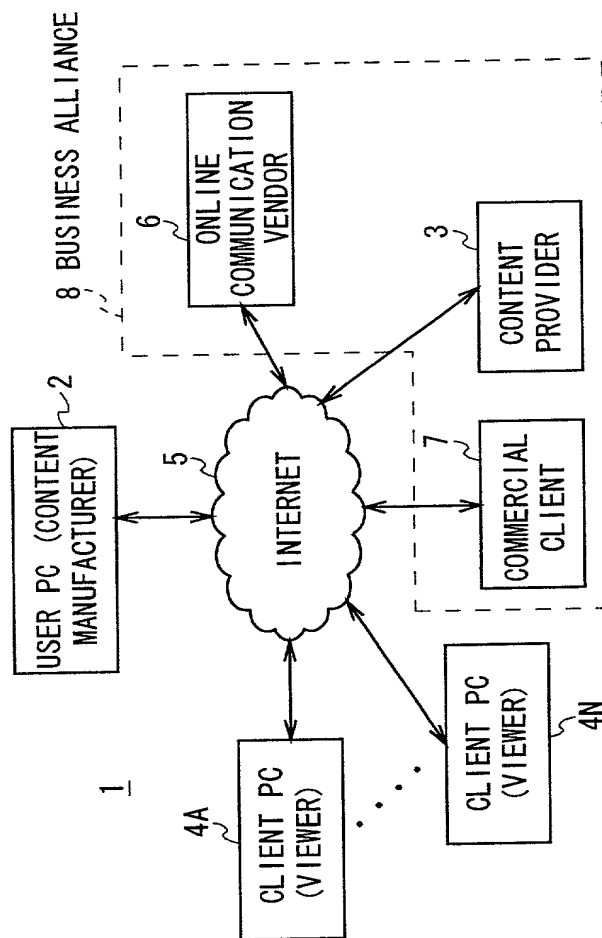 1
8 BUSINESS ALLIANCE
2
USER PC (CONTENT
MANUFACTURER)
6
ONLINE
COMMUNICATION
VENDOR
5
INTERNET
4A
CLIENT PC
(VIEWER)
CLIENT PC
(VIEWER)
4N
7
COMMERCIAL
CLIENT
3
CONTENT
PROVIDER